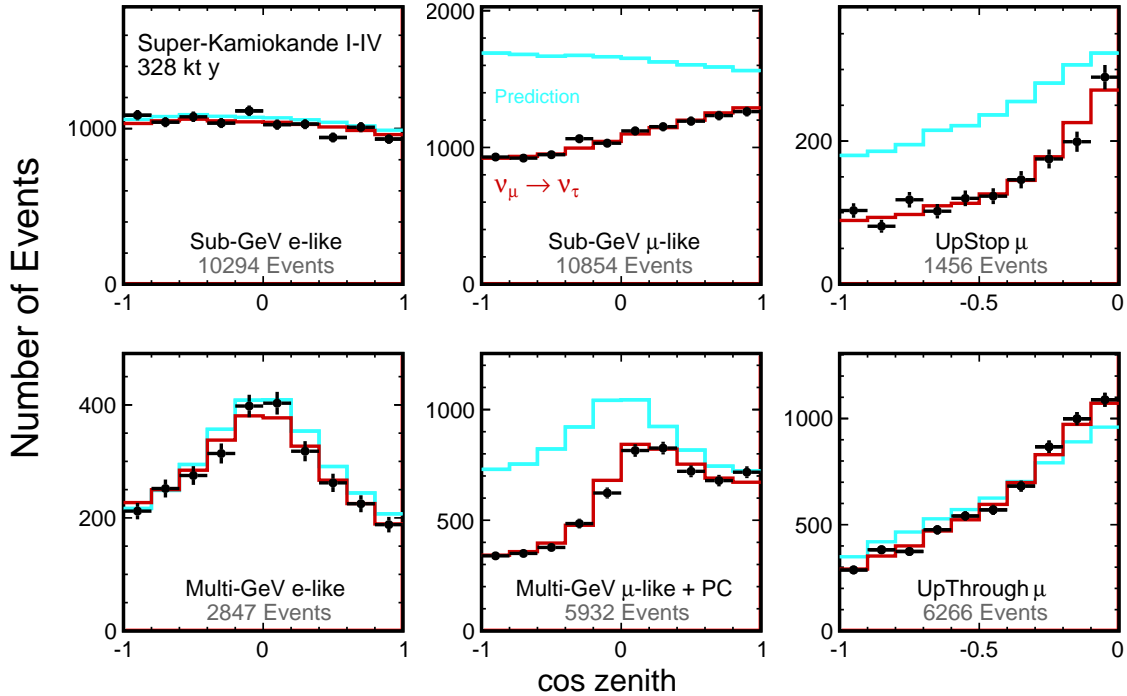 Number of Events
Super-Kamiokande I-IV
328 kt y
1000
0
-1 0 1
Sub-GeV e-like
10294 Events
2000
1000
0
Prediction
νμ → ντ
-1 0 1
Sub-GeV μ-like
10854 Events
200
0
-1 -0.5 0
UpStop μ
1456 Events
400
200
0
-1 0 1
Multi-GeV e-like
2847 Events
1000
500
0
-1 0 1
Multi-GeV μ-like + PC
5932 Events
1000
500
0
-1 -0.5 0
UpThrough μ
6266 Events
cos zenith